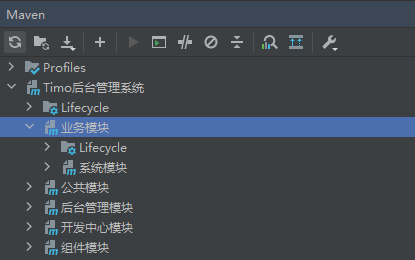 Maven
Profiles
Timo后台管理系统
Lifecycle
业务模块
Lifecycle
系统模块
公共模块
后台管理模块
开发中心模块
组件模块